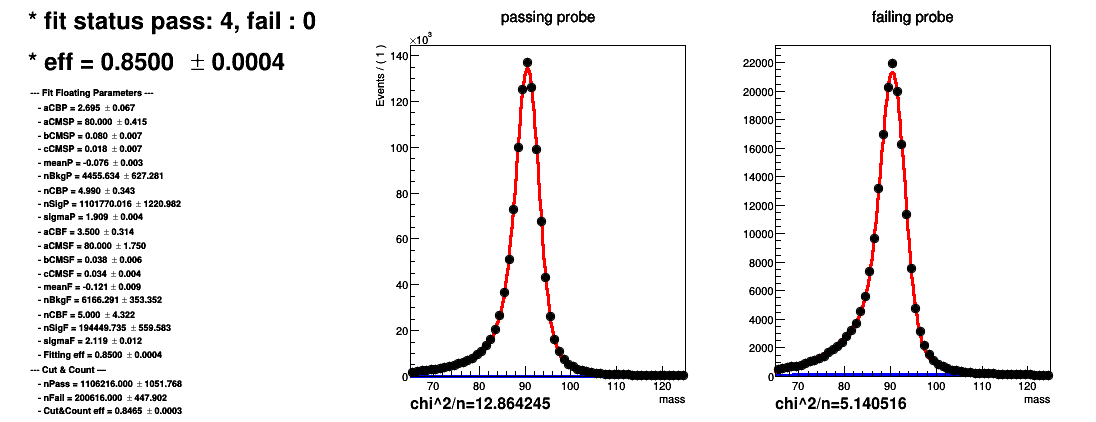 * fit status pass: 4, fail : 0
* eff = 0.8500 ± 0.0004
--- Fit Floating Parameters ---
- aCBP = 2.695 ± 0.067
- aCMSP = 80.000 ± 0.415
- bCMSP = 0.080 ± 0.007
- cCMSP = 0.018 ± 0.007
- meanP = -0.076 ± 0.003
- nBkgP = 4455.634 ± 627.281
- nCBP = 4.990 ± 0.343
- nSigP = 1101770.016 ± 1220.982
- sigmaP = 1.909 ± 0.004
- aCBF = 3.500 ± 0.314
- aCMSF = 80.000 ± 1.750
- bCMSF = 0.038 ± 0.006
- cCMSF = 0.034 ± 0.004
- meanF = -0.121 ± 0.009
- nBkgF = 6166.291 ± 353.352
- nCBF = 5.000 ± 4.322
- nSigF = 194449.735 ± 559.583
- sigmaF = 2.119 ± 0.012
- Fitting eff = 0.8500 ± 0.0004
--- Cut & Count ---
- nPass = 1106216.000 ± 1051.768
- nFail = 200616.000 ± 447.902
- Cut&Count eff = 0.8465 ± 0.0003
passing probe
×10³
Events / ( 1 )
140
120
100
80
60
40
20
0
70 80 90 100 110 120
mass
chi^2/n=12.864245
failing probe
22000
20000
18000
16000
14000
12000
10000
8000
6000
4000
2000
0
70 80 90 100 110 120
mass
chi^2/n=5.140516